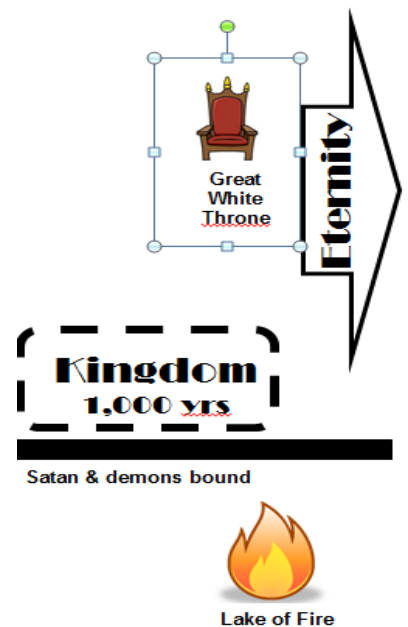 Great
White
Throne
Eternity
Kingdom
1,000 yrs
Satan & demons bound
Lake of Fire